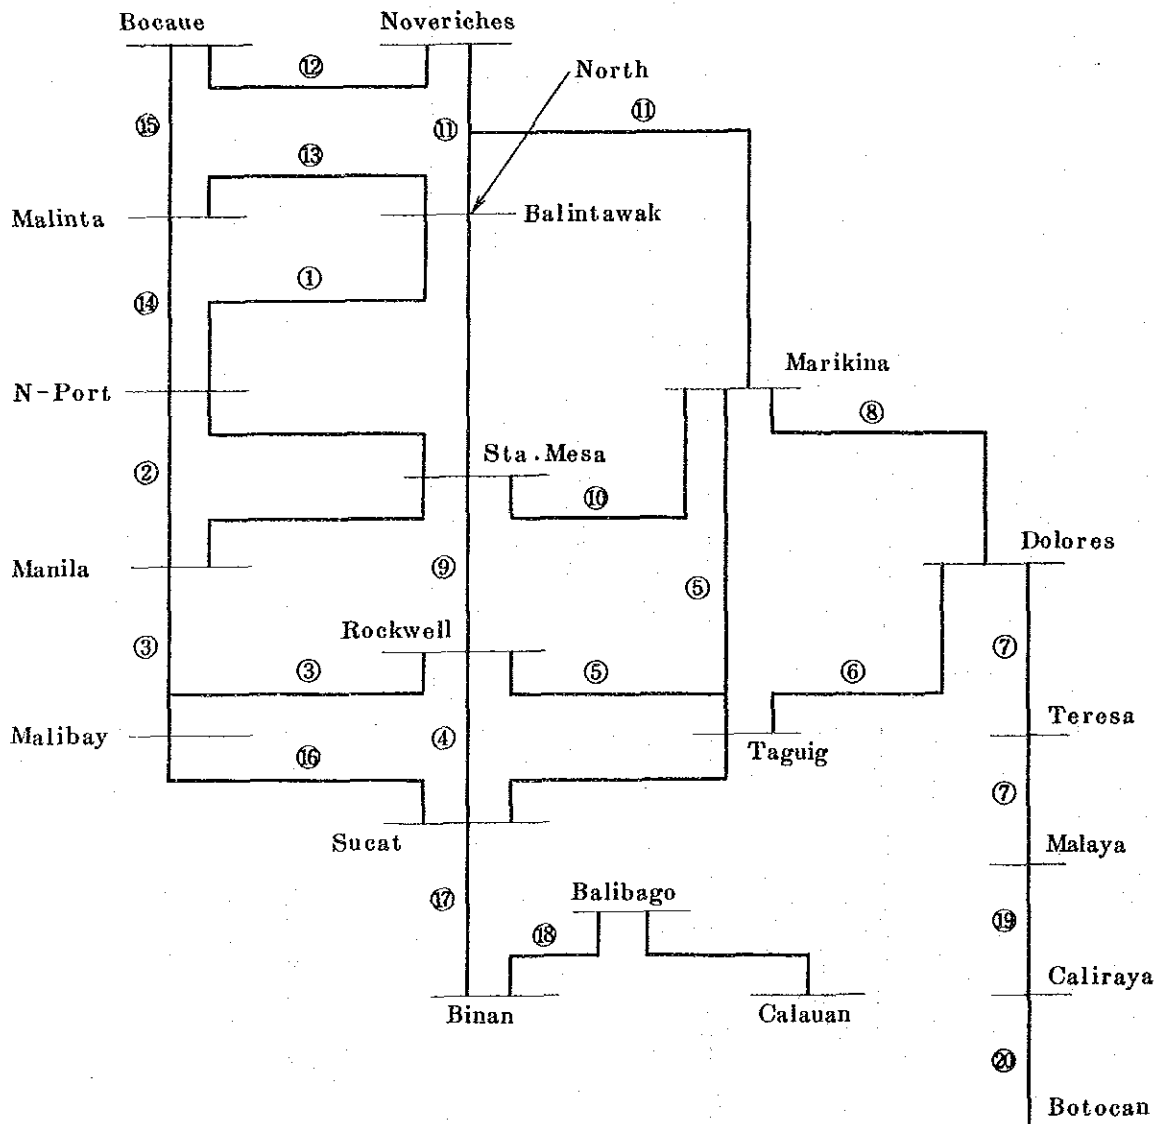 Bocaue
Noveriches
⑫
North
⑮
⑪
⑪
⑬
Malinta
Balintawak
①
⑭
Marikina
N-Port
⑧
Sta.Mesa
②
⑩
Dolores
Manila
⑨
⑤
Rockwell
③
③
⑤
⑥
⑦
Teresa
Malibay
④
Taguig
⑯
⑦
Sucat
Malaya
Balibago
⑰
⑱
⑲
Caliraya
Binan
Calauan
⑳
Botocan